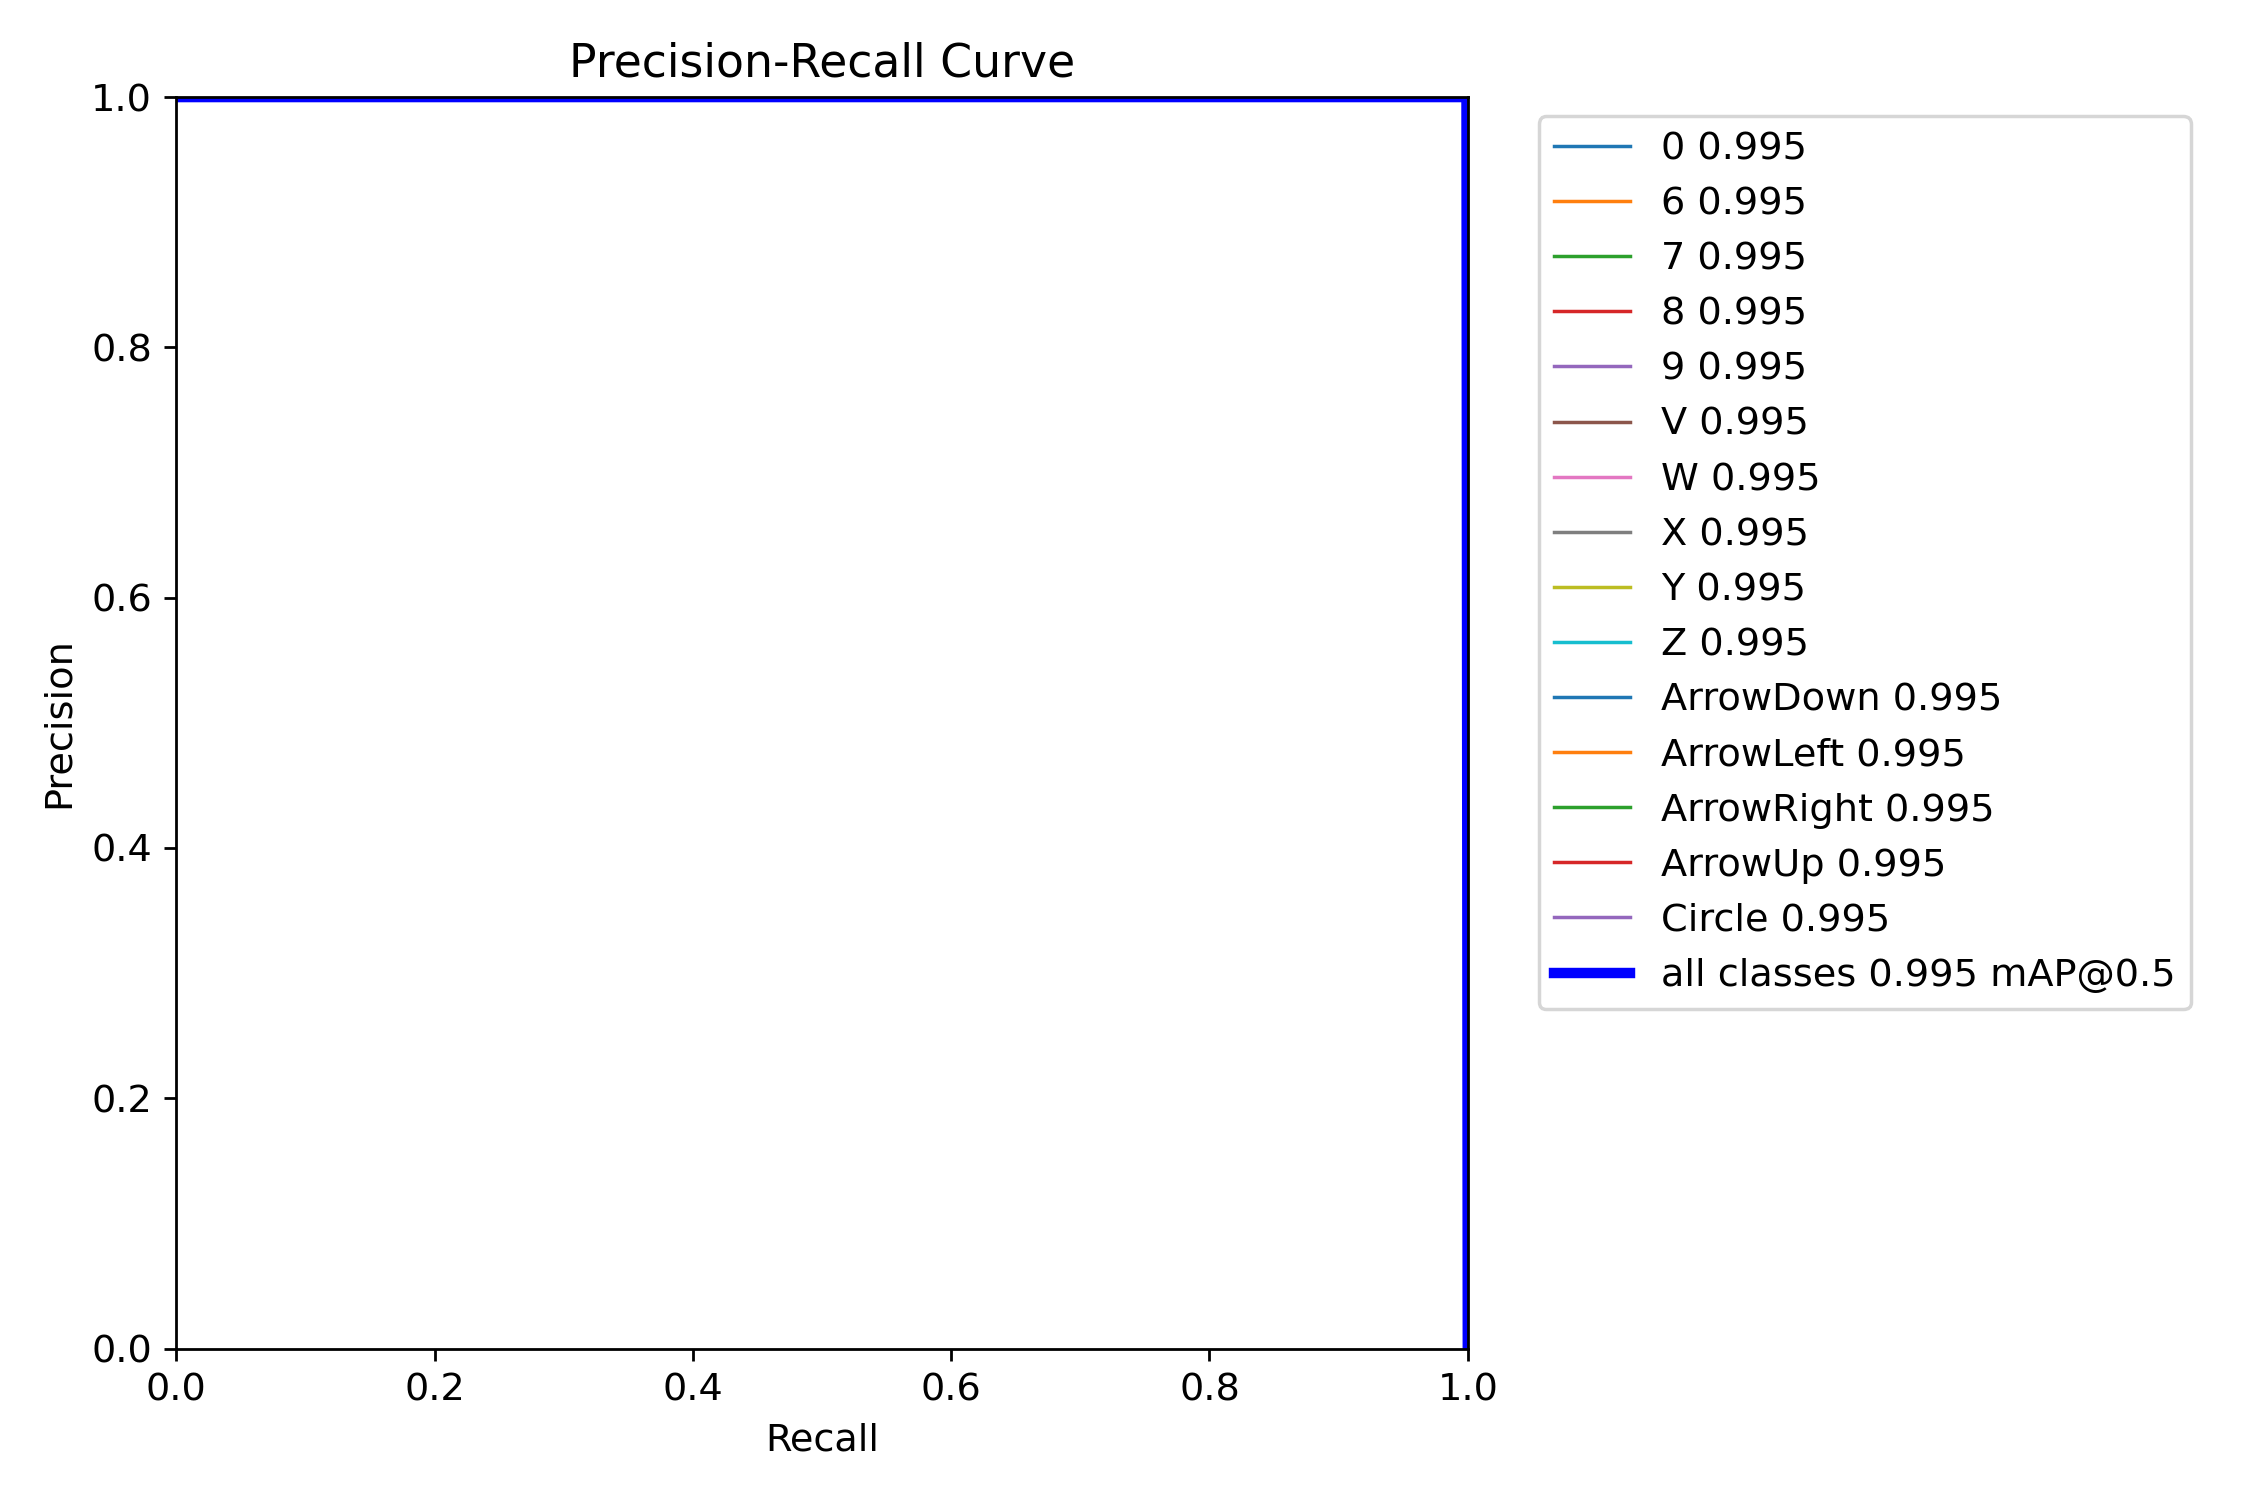 Precision-Recall Curve
1.0
0.8
0.6
0.4
0.2
0.0
Precision
0.0 0.2 0.4 0.6 0.8 1.0
Recall
0 0.995
6 0.995
7 0.995
8 0.995
9 0.995
V 0.995
W 0.995
X 0.995
Y 0.995
Z 0.995
ArrowDown 0.995
ArrowLeft 0.995
ArrowRight 0.995
ArrowUp 0.995
Circle 0.995
all classes 0.995 mAP@0.5